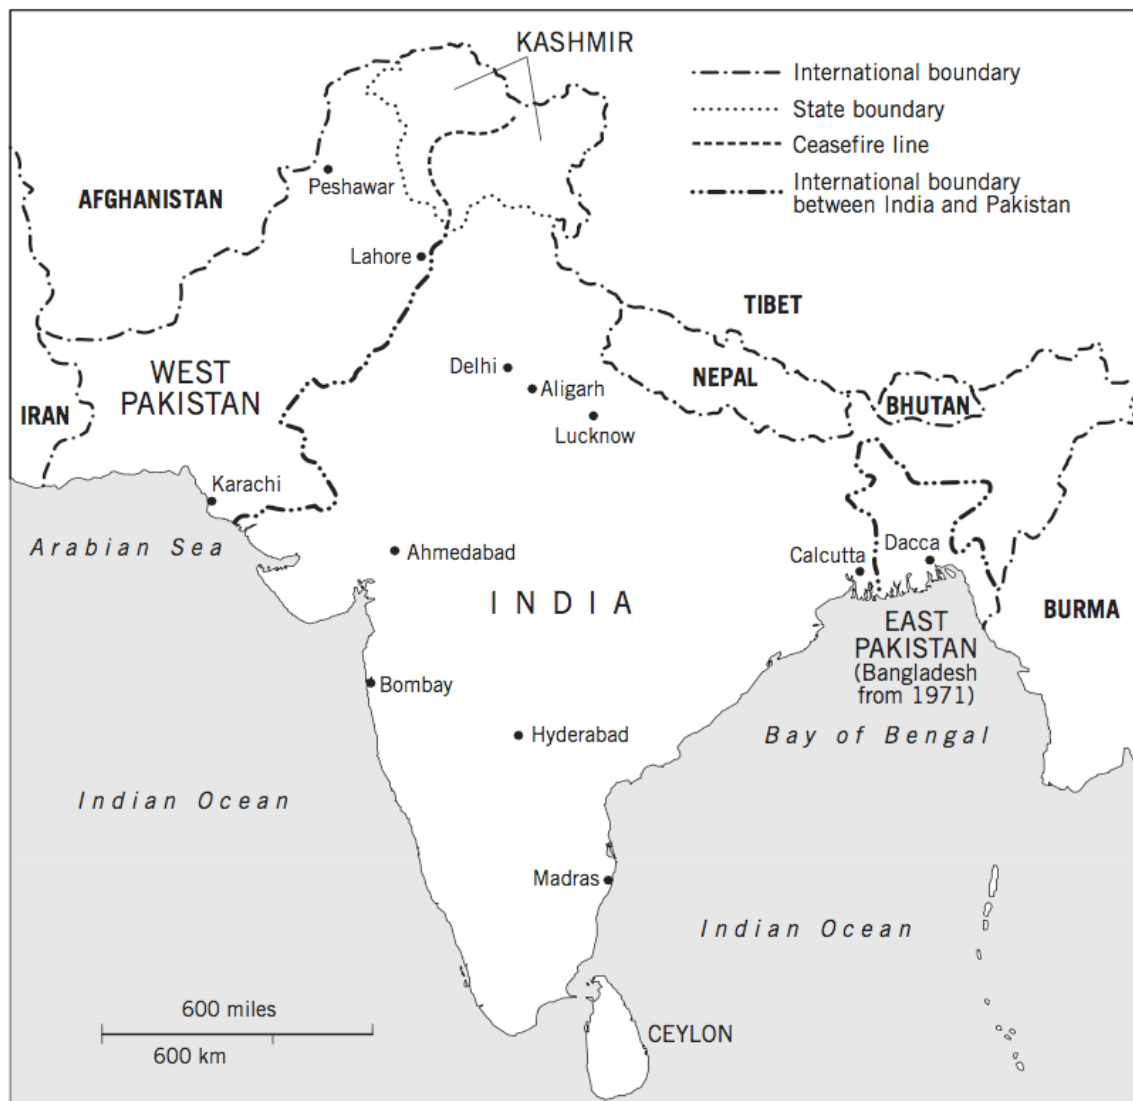 KASHMIR
International boundary
State boundary
Ceasefire line
International boundary
between India and Pakistan
Peshawar
AFGHANISTAN
Lahore
TIBET
WEST
PAKISTAN
Delhi
Aligarh
NEPAL
BHUTAN
IRAN
Lucknow
Karachi
Arabian Sea
Ahmedabad
Calcutta
Dacca
INDIA
BURMA
EAST
PAKISTAN
(Bangladesh
from 1971)
Bombay
Hyderabad
Bay of Bengal
Indian Ocean
Madras
Indian Ocean
600 miles
600 km
CEYLON